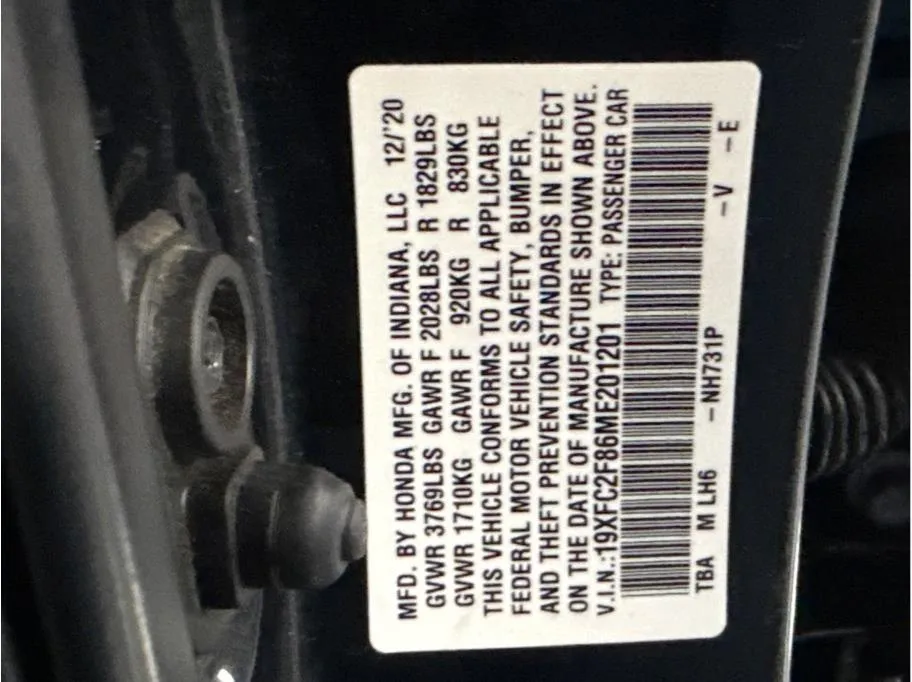 MFD. BY HONDA MFG. OF INDIANA, LLC 12/'20
GVWR 3769LBS GAWR F 2028LBS R 1829LBS
GVWR 1710KG GAWR F 920KG R 830KG
THIS VEHICLE CONFORMS TO ALL APPLICABLE
FEDERAL MOTOR VEHICLE SAFETY, BUMPER,
AND THEFT PREVENTION STANDARDS IN EFFECT
ON THE DATE OF MANUFACTURE SHOWN ABOVE.
V.I.N.:19XFC2F86ME201201 TYPE: PASSENGER CAR
TBA M LH6 -NH731P -V -E